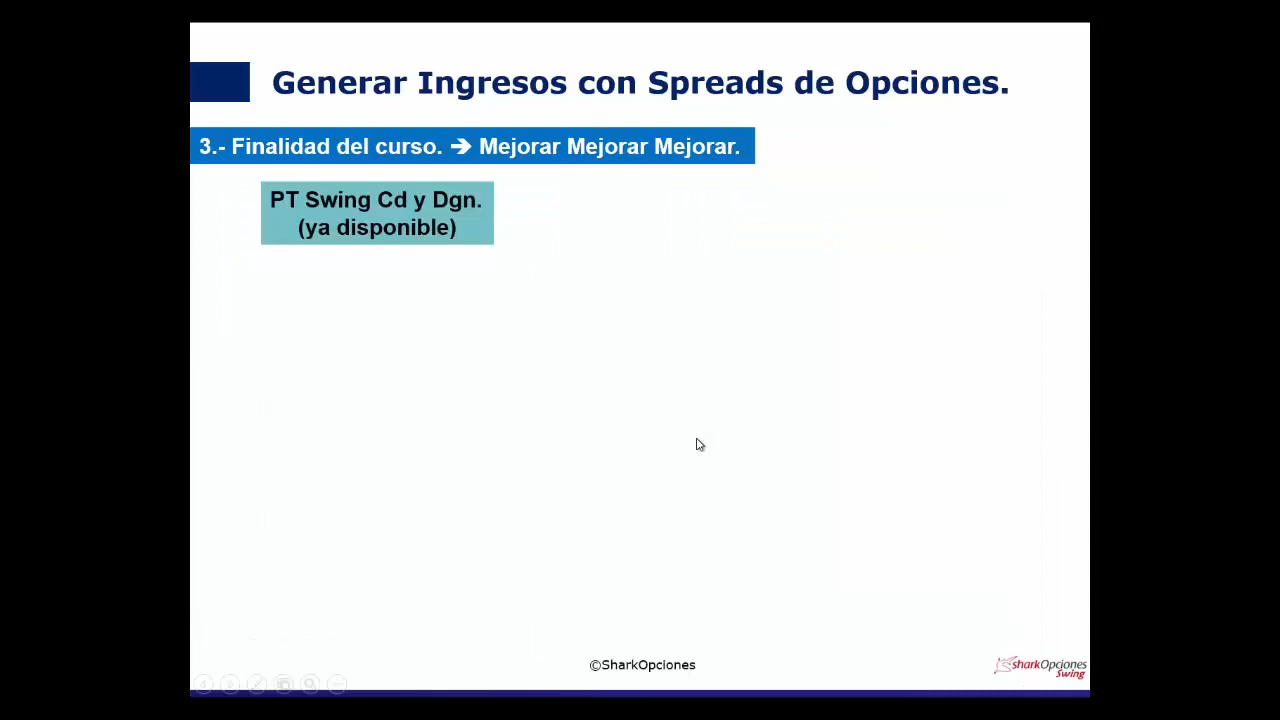 Generar Ingresos con Spreads de Opciones.
3.- Finalidad del curso. ➔ Mejorar Mejorar Mejorar.
PT Swing Cd y Dgn.
(ya disponible)
©SharkOpciones
sharkOpciones
Swing